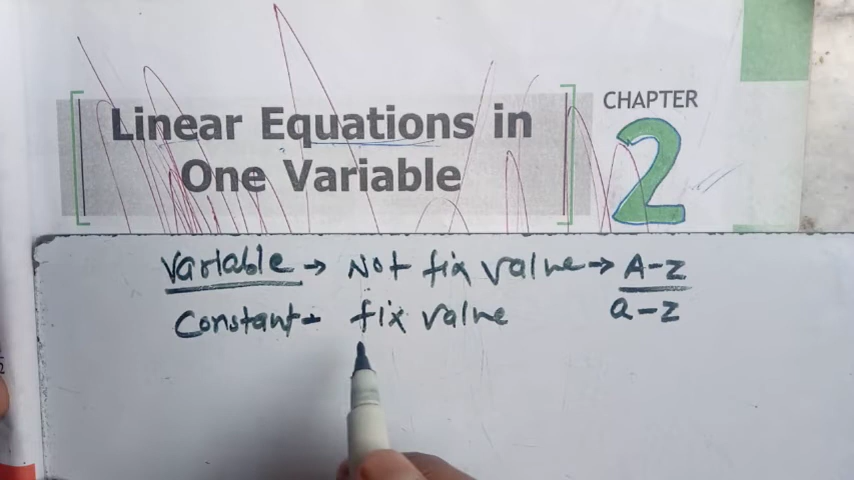 Linear Equations in
One Variable
CHAPTER
2
Variable → Not fix value → A-Z
a-z
Constant - fix value